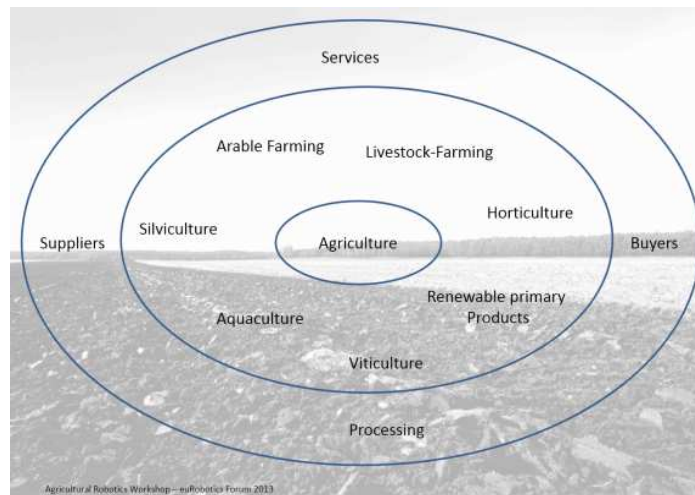 Services
Arable Farming
Livestock-Farming
Silviculture
Horticulture
Suppliers
Agriculture
Buyers
Renewable primary
Products
Aquaculture
Viticulture
Processing
Agricultural Robotics Workshop – euRobotics Forum 2013